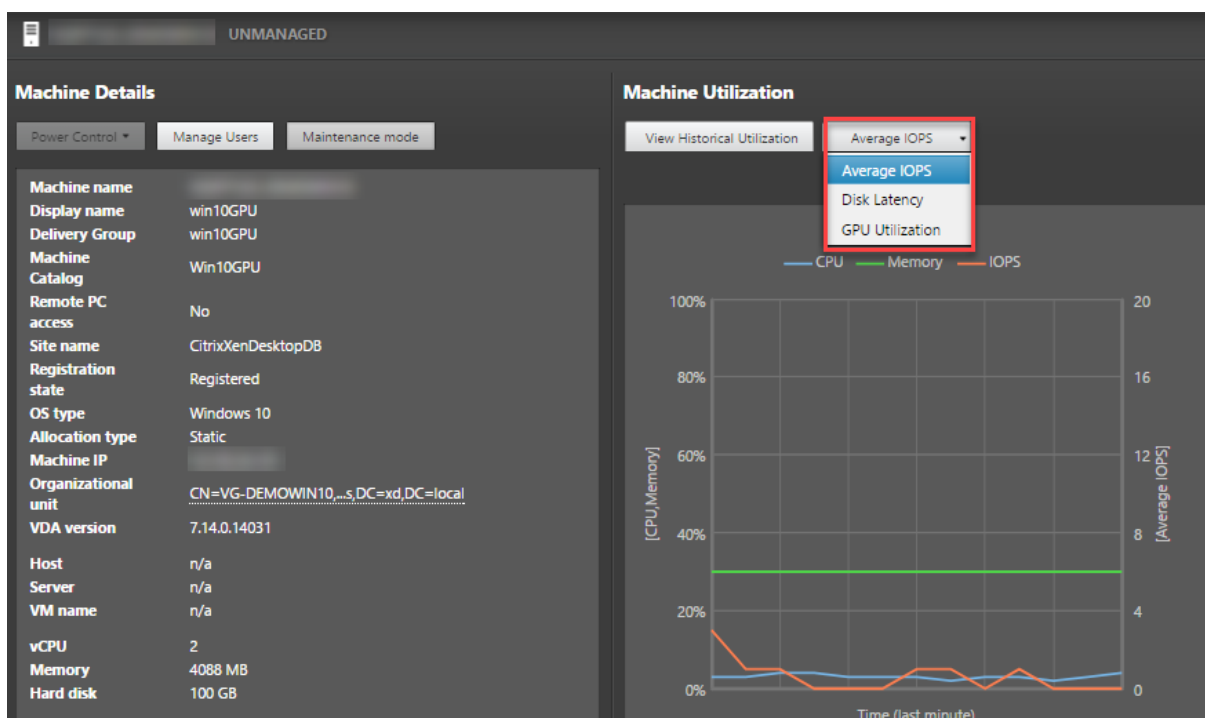 UNMANAGED
Machine Details
Power Control
Manage Users
Maintenance mode
Machine name
Display name win10GPU
Delivery Group win10GPU
Machine
Catalog Win10GPU
Remote PC
access No
Site name CitrixXenDesktopDB
Registration
state Registered
OS type Windows 10
Allocation type Static
Machine IP
Organizational
unit CN=VG-DEMOWIN10,...s,DC=xd,DC=local
VDA version 7.14.0.14031
Host n/a
Server n/a
VM name n/a
vCPU 2
Memory 4088 MB
Hard disk 100 GB
Machine Utilization
View Historical Utilization
Average IOPS
Average IOPS
Disk Latency
GPU Utilization
CPU Memory IOPS
100% 20
80% 16
60% 12
40% 8
20% 4
0% 0
[CPU,Memory]
[Average IOPS]
Time (last minute)